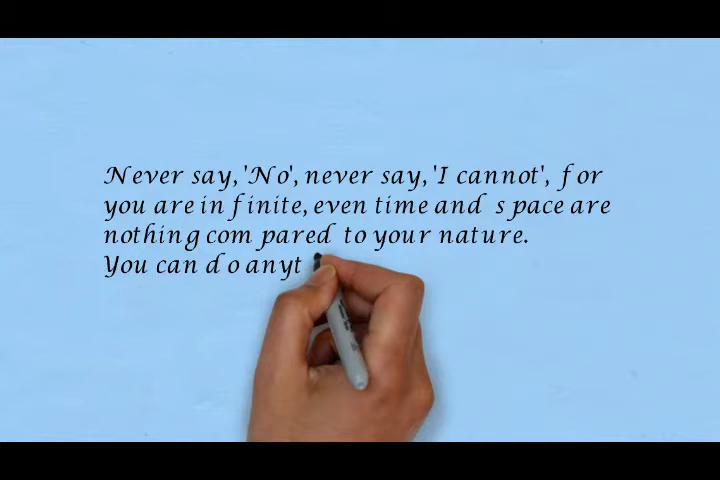 Never say, 'No', never say, 'I cannot', for
you are infinite, even time and space are
nothing compared to your nature.
You can do anyt